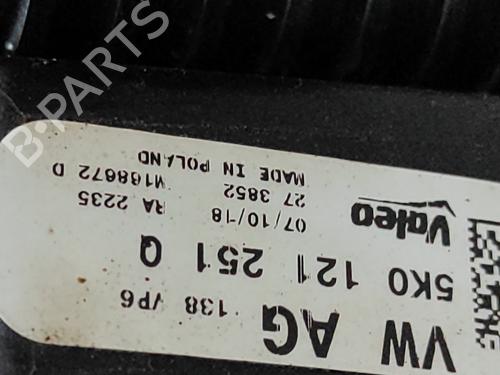 VW AG 138 VP6
5K0 121 251 Q
Valeo
07/10/18
27 3852
MADE IN POLAND
RA 2235
M108672 D
B-PARTS